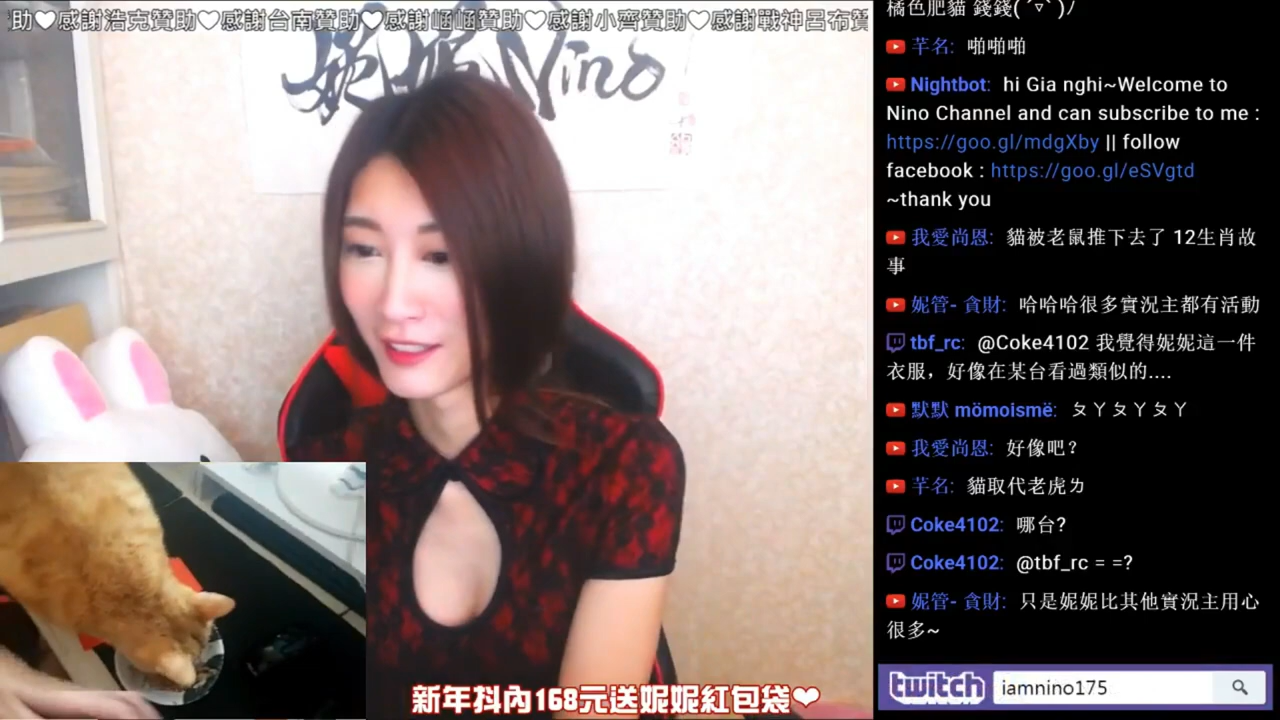 助♡感謝浩克贊助♡感謝台南贊助♡感謝崡崡贊助♡感謝小齊贊助♡感謝戰神呂布贊
妮妮Nino
橘色肥貓 錢錢(ˊ▿ˋ)ﾉ
芊名: 啪啪啪
Nightbot: hi Gia nghi~Welcome to
Nino Channel and can subscribe to me :
https://goo.gl/mdgXby || follow
facebook : https://goo.gl/eSVgtd
~thank you
我愛尚恩: 貓被老鼠推下去了 12生肖故
事
妮管- 貪財: 哈哈哈很多實況主都有活動
tbf_rc: @Coke4102 我覺得妮妮這一件
衣服，好像在某台看過類似的....
默默 mömoismë: ㄆㄚㄆㄚㄆㄚ
我愛尚恩: 好像吧?
芊名: 貓取代老虎ㄌ
Coke4102: 哪台?
Coke4102: @tbf_rc = =?
妮管- 貪財: 只是妮妮比其他實況主用心
很多~
新年抖內168元送妮妮紅包袋❤
twitch iamnino175